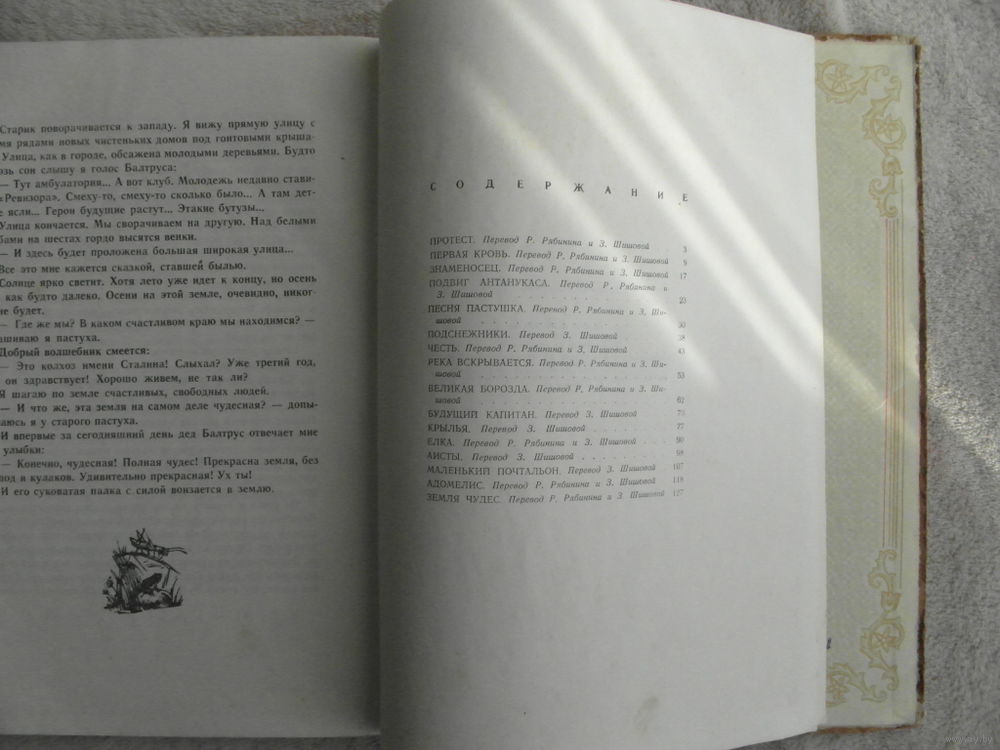 Старик поворачивается к западу. Я вижу прямую улицу с
мя рядами новых чистеньких домов под гонтовыми крыша-
Улица, как в городе, обсажена молодыми деревьями. Будто
озь сон слышу я голос Балтруса:
— Тут амбулатория... А вот клуб. Молодежь недавно стави-
«Ревизора». Смеху-то, смеху-то сколько было... А там дет-
е ясли... Герои будущие растут... Этакие бутузы...
Улица кончается. Мы сворачиваем на другую. Над белыми
бами на шестах гордо высятся венки.
— И здесь будет проложена большая широкая улица...
Все это мне кажется сказкой, ставшей былью.
Солнце ярко светит. Хотя лето уже идет к концу, но осень
как будто далеко. Осени на этой земле, очевидно, никог-
не будет.
— Где же мы? В каком счастливом краю мы находимся? —
ашиваю я пастуха.
Добрый волшебник смеется:
— Это колхоз имени Сталина! Слыхал? Уже третий год,
он здравствует! Хорошо живем, не так ли?
Я шагаю по земле счастливых, свободных людей.
— И что же, эта земля на самом деле чудесная? — допы-
ваюсь я у старого пастуха.
И впервые за сегодняшний день дед Балтрус отвечает мне
улыбки:
— Конечно, чудесная! Полная чудес! Прекрасна земля, без
под и кулаков. Удивительно прекрасная! Ух ты!
И его суковатая палка с силой вонзается в землю.
СОДЕРЖАНИЕ
ПРОТЕСТ. Перевод Р. Рябинина и З. Шишовой 3
ПЕРВАЯ КРОВЬ. Перевод Р. Рябинина и З. Шишовой 9
ЗНАМЕНОСЕЦ. Перевод Р. Рябинина и З. Шишовой 17
ПОДВИГ АНТАНУКАСА. Перевод Р. Рябинина и
З. Шишовой . . . . . . . . . . 23
ПЕСНЯ ПАСТУШКА. Перевод Р. Рябинина и З. Ши-
шовой . . . . . . . . . . 30
ПОДСНЕЖНИКИ. Перевод З. Шишовой . . . . 38
ЧЕСТЬ. Перевод Р. Рябинина и З. Шишовой . . . 43
РЕКА ВСКРЫВАЕТСЯ. Перевод Р. Рябинина и З. Ши-
шовой . . . . . . . . . . 53
ВЕЛИКАЯ БОРОЗДА. Перевод Р. Рябинина и З. Ши-
шовой . . . . . . . . . . 62
БУДУЩИЙ КАПИТАН. Перевод З. Шишовой . . 73
КРЫЛЬЯ. Перевод З. Шишовой . . . . . . 77
ЕЛКА. Перевод Р. Рябинина и З. Шишовой . . . 90
АИСТЫ. Перевод З. Шишовой . . . . . . 98
МАЛЕНЬКИЙ ПОЧТАЛЬОН. Перевод З. Шишовой 107
АДОМЕЛИС. Перевод Р. Рябинина и З. Шишовой 118
ЗЕМЛЯ ЧУДЕС. Перевод Р. Рябинина и З. Шишовой 127